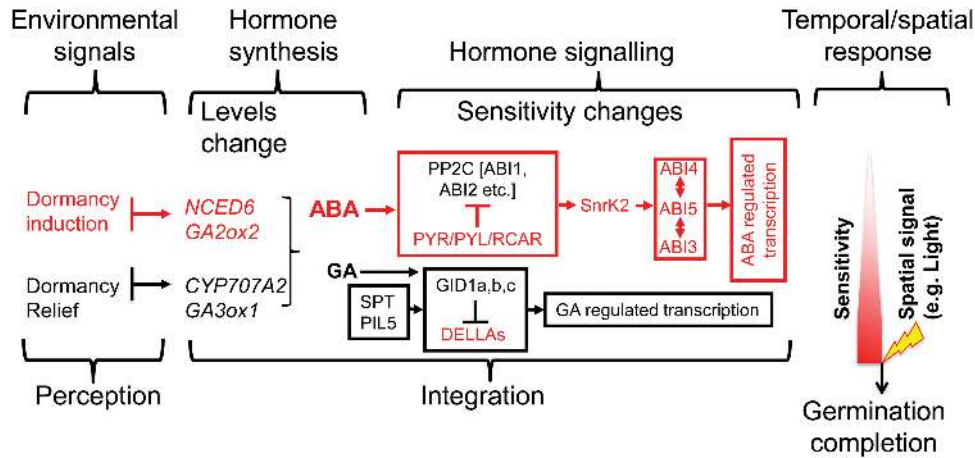 Environmental
signals
Hormone
synthesis
Hormone signalling
Temporal/spatial
response
Levels
change
Sensitivity changes
Dormancy
induction
NCED6
GA2ox2
ABA
PP2C [ABI1,
ABI2 etc.]
PYR/PYL/RCAR
SnrK2
ABI4
ABI5
ABI3
ABA regulated
transcription
Dormancy
Relief
CYP707A2
GA3ox1
GA
SPT
PIL5
GID1a,b,c
DELLAs
GA regulated transcription
Sensitivity
Spatial signal
(e.g. Light)
Perception
Integration
Germination
completion